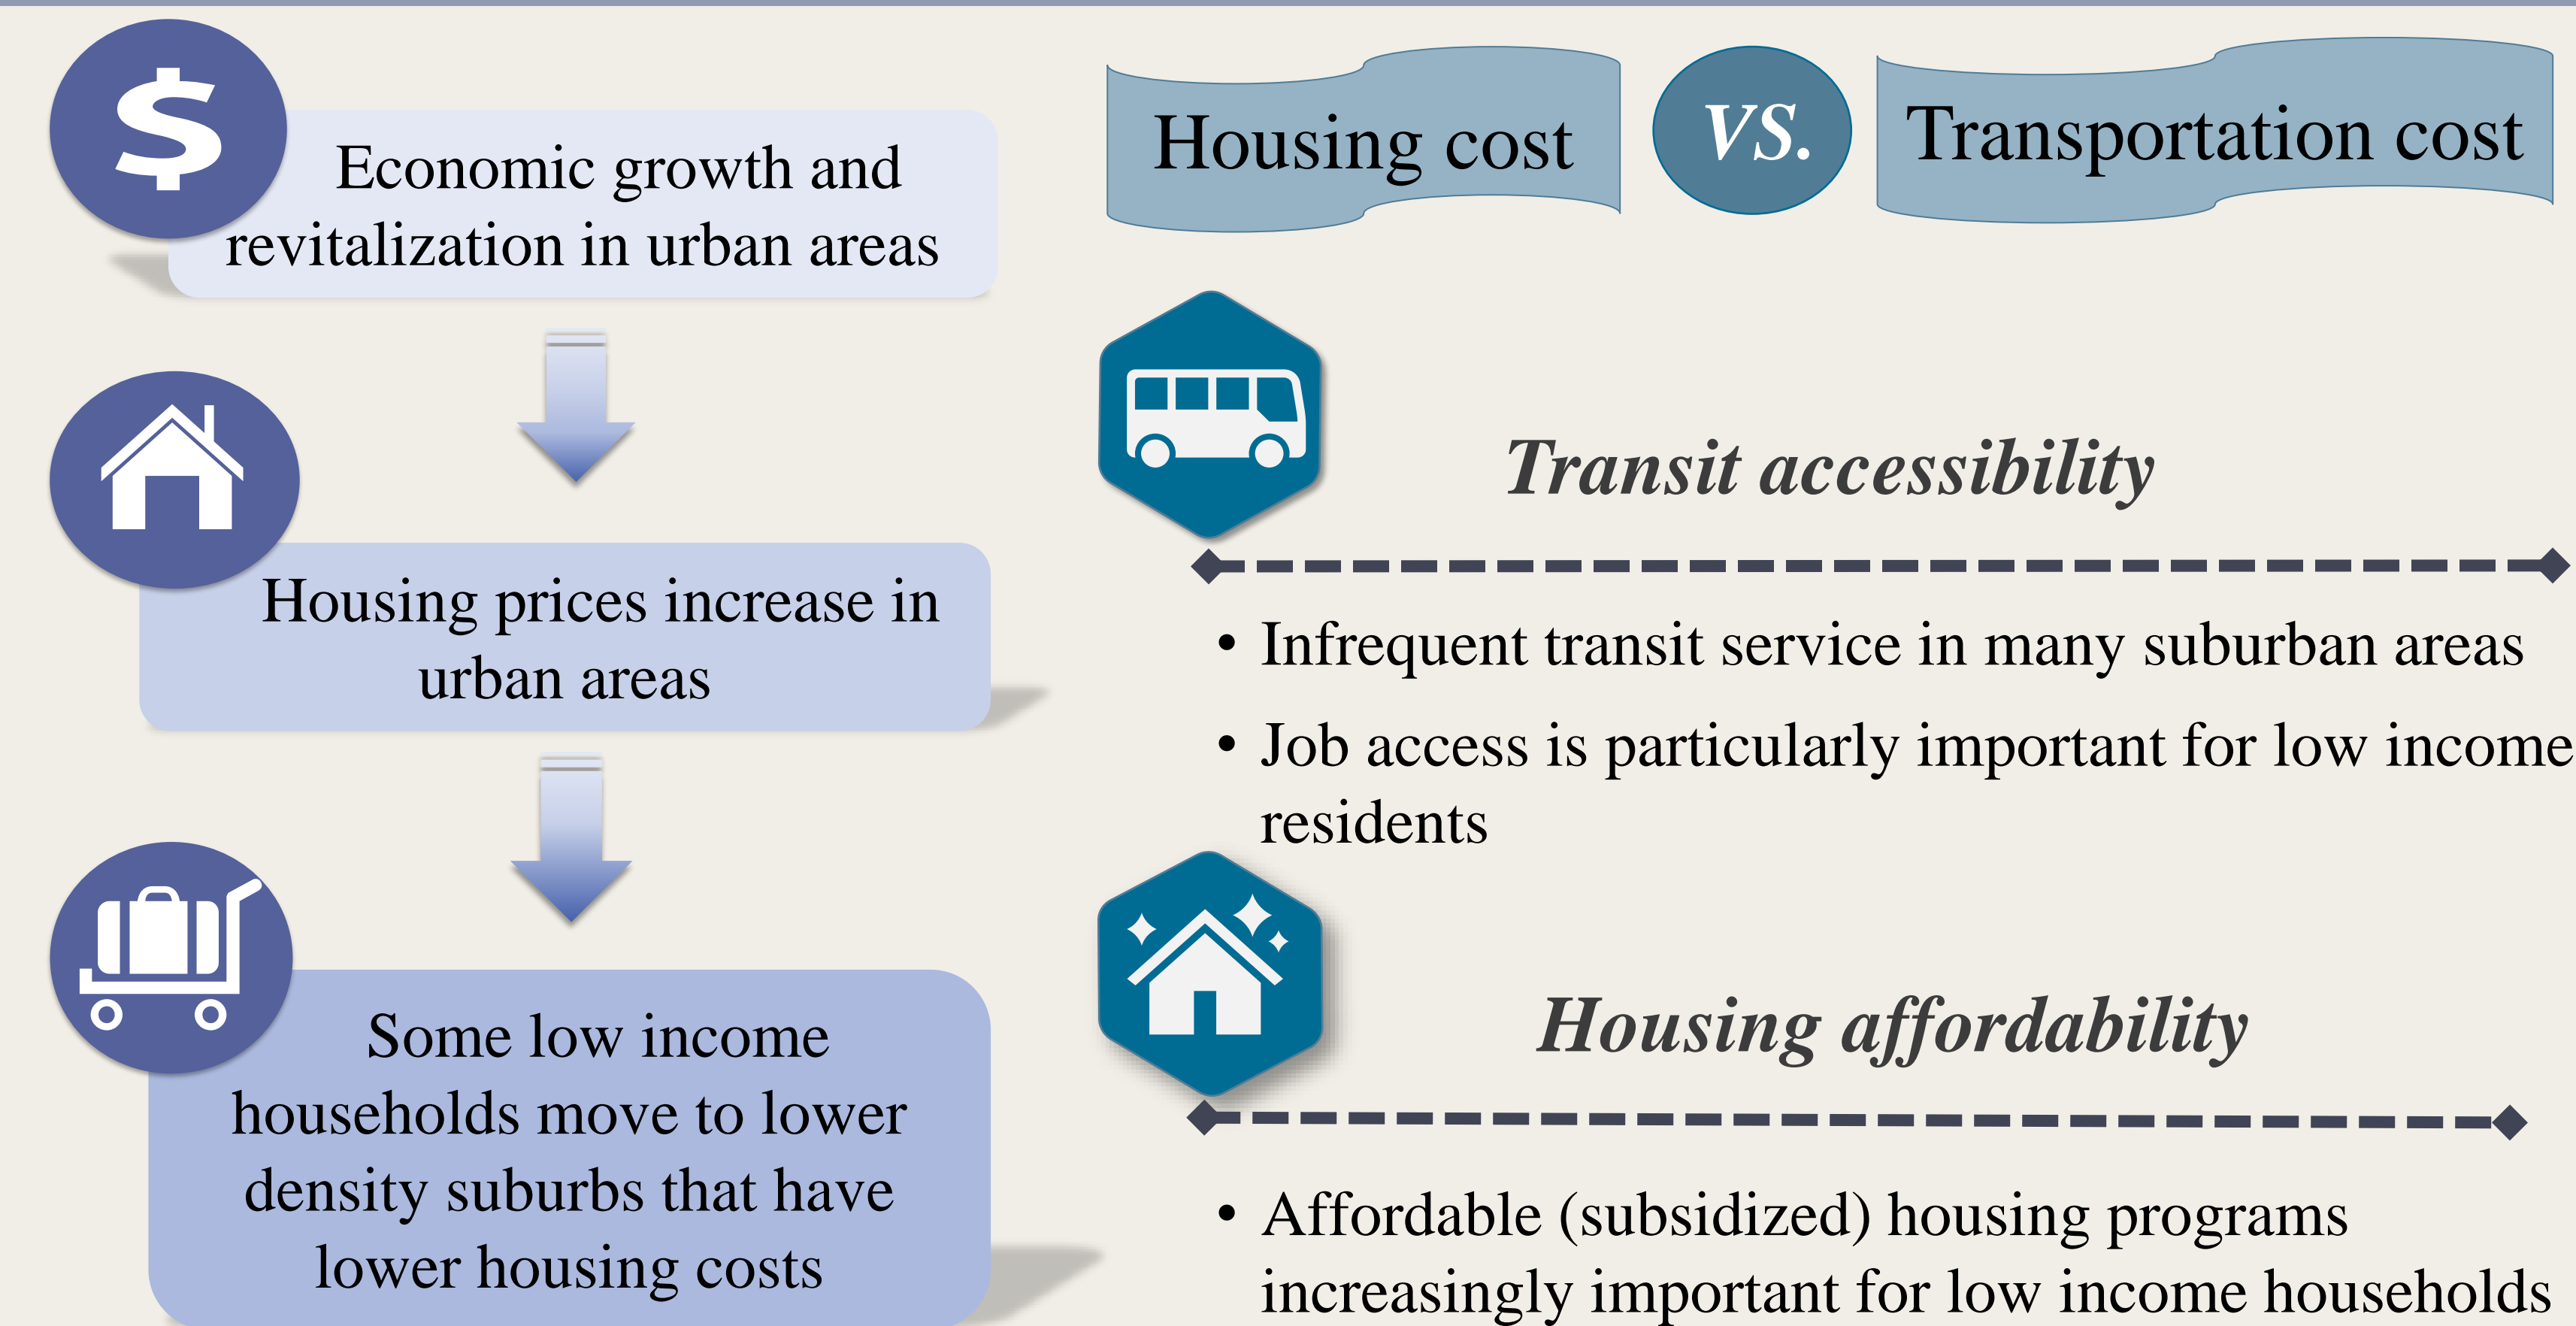 $
Economic growth and
revitalization in urban areas
Housing prices increase in
urban areas
Some low income
households move to lower
density suburbs that have
lower housing costs
Housing cost
VS.
Transportation cost
Transit accessibility
• Infrequent transit service in many suburban areas
• Job access is particularly important for low income
residents
Housing affordability
• Affordable (subsidized) housing programs
increasingly important for low income households